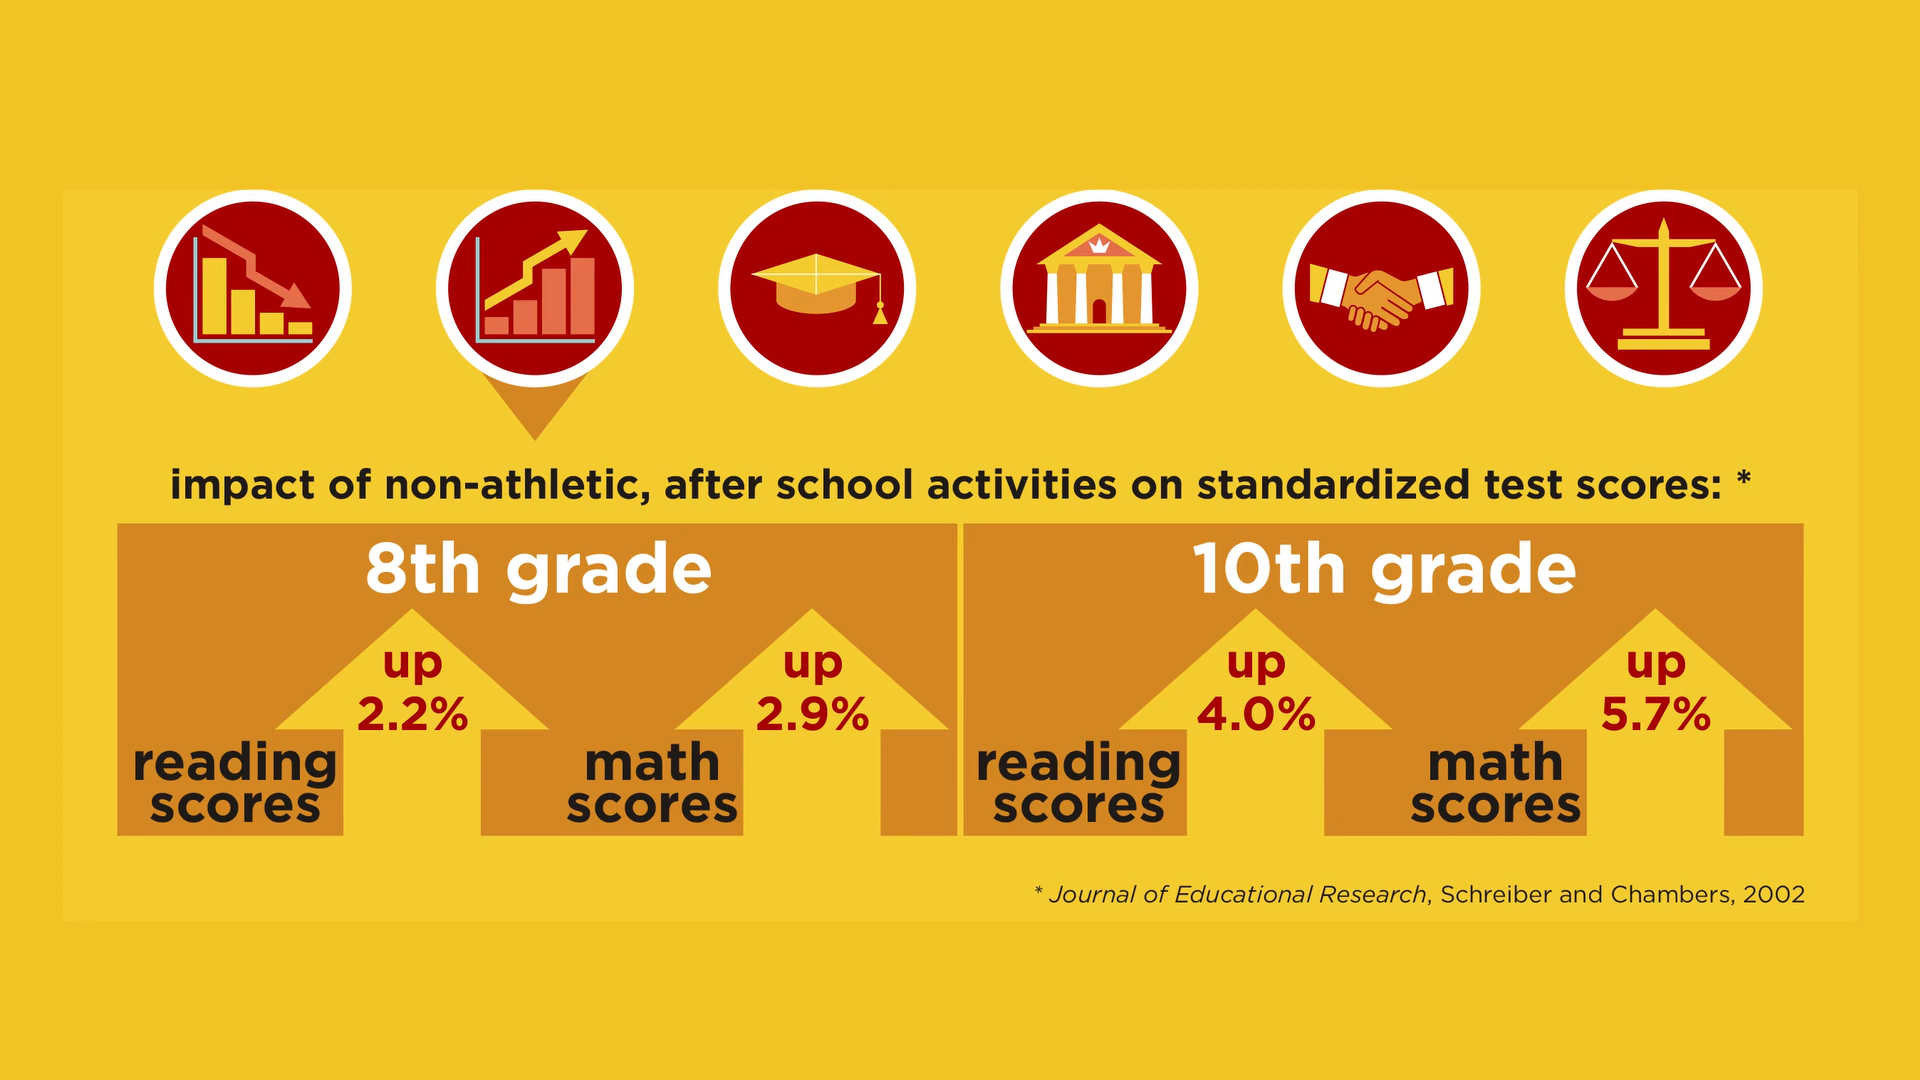 impact of non-athletic, after school activities on standardized test scores: *
8th grade
up
2.2%
reading
scores
up
2.9%
math
scores
10th grade
up
4.0%
reading
scores
up
5.7%
math
scores
* Journal of Educational Research, Schreiber and Chambers, 2002